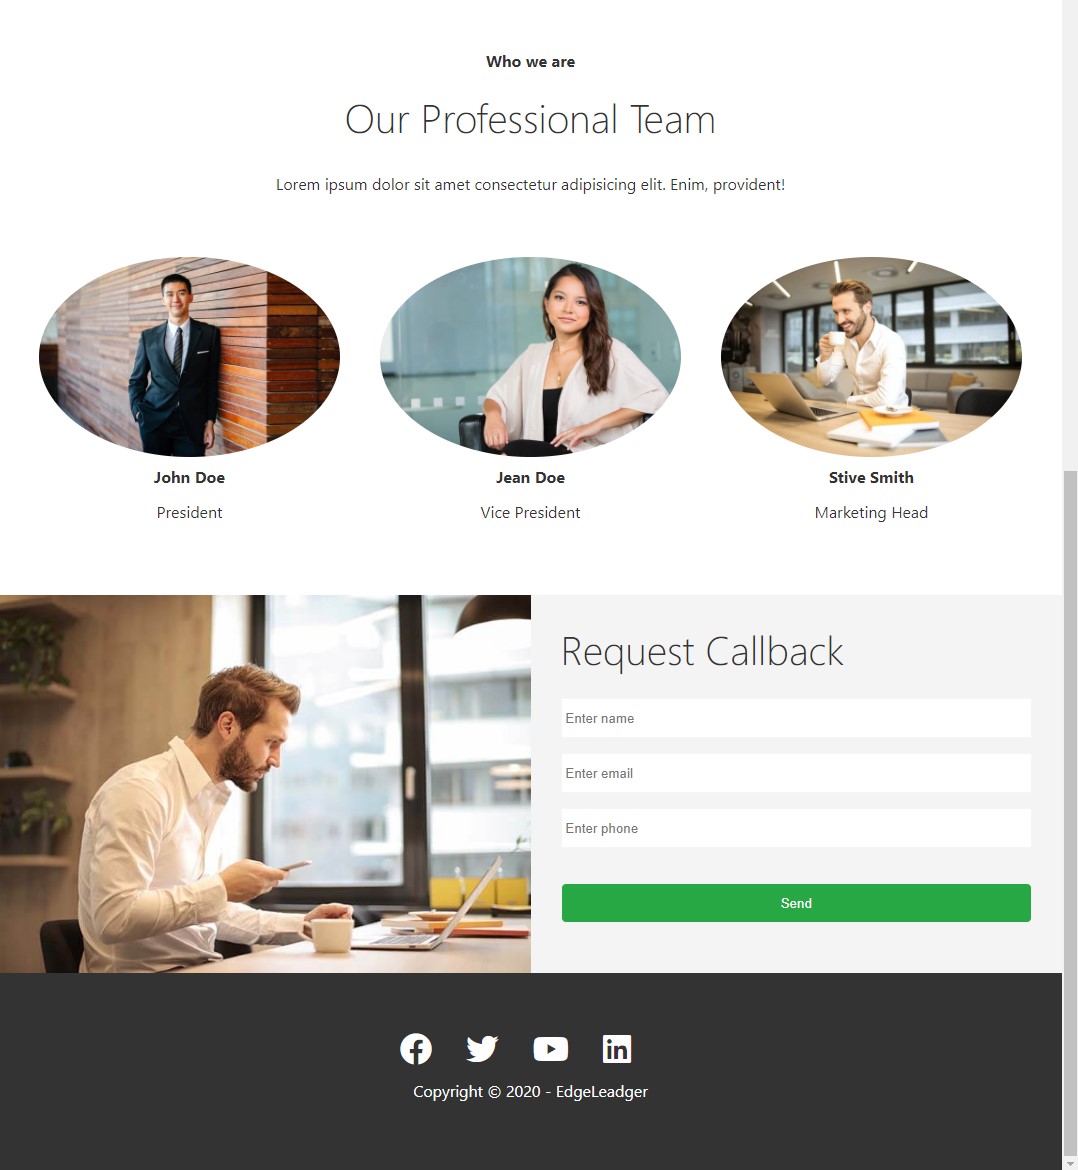 Who we are
Our Professional Team
Lorem ipsum dolor sit amet consectetur adipisicing elit. Enim, provident!
John Doe
Jean Doe
Stive Smith
President
Vice President
Marketing Head
Request Callback
Enter name
Enter email
Enter phone
Send
Copyright © 2020 - EdgeLeadger